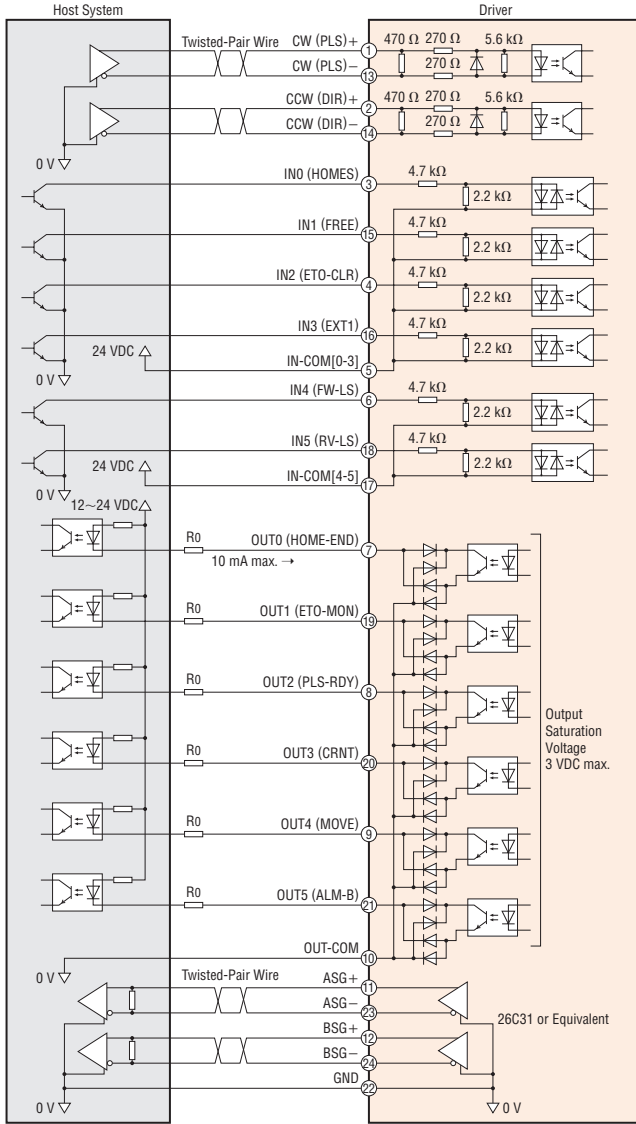 Host System Driver
Twisted-Pair Wire CW (PLS)+ 1 470 Ω 270 Ω 5.6 kΩ
CW (PLS)− 13 270 Ω
CCW (DIR)+ 2 470 Ω 270 Ω 5.6 kΩ
CCW (DIR)− 14 270 Ω
0 V
IN0 (HOMES) 3 4.7 kΩ
2.2 kΩ
IN1 (FREE) 15 4.7 kΩ
2.2 kΩ
IN2 (ETO-CLR) 4 4.7 kΩ
2.2 kΩ
IN3 (EXT1) 16 4.7 kΩ
24 VDC 2.2 kΩ
IN-COM[0-3] 5
0 V
IN4 (FW-LS) 6 4.7 kΩ
2.2 kΩ
IN5 (RV-LS) 18 4.7 kΩ
24 VDC 2.2 kΩ
IN-COM[4-5] 17
0 V
12~24 VDC
R0 OUT0 (HOME-END) 7
10 mA max. →
R0 OUT1 (ETO-MON) 19
R0 OUT2 (PLS-RDY) 8
Output
Saturation
Voltage
3 VDC max.
R0 OUT3 (CRNT) 20
R0 OUT4 (MOVE) 9
R0 OUT5 (ALM-B) 21
OUT-COM 10
0 V
Twisted-Pair Wire ASG+ 11
ASG− 23
26C31 or Equivalent
BSG+ 12
BSG− 24
GND 22
0 V 0 V